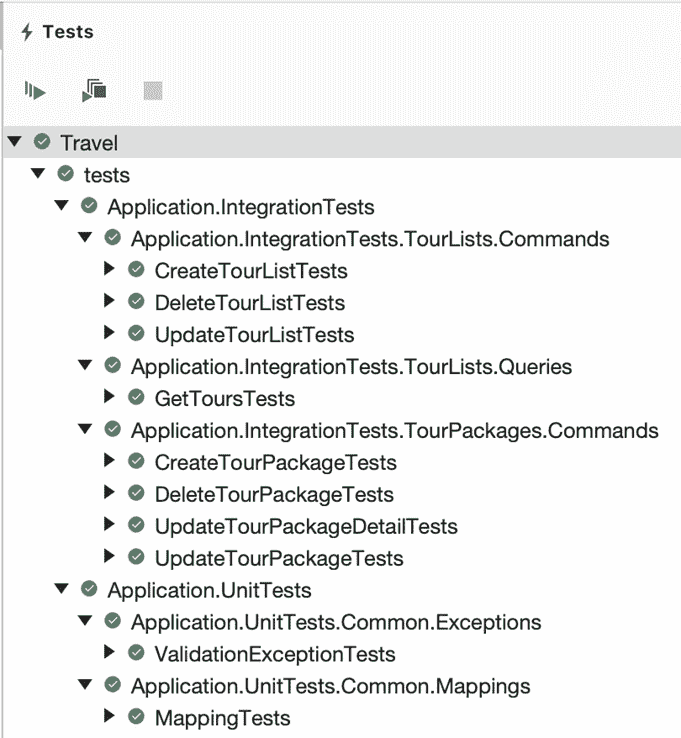 Tests
Travel
tests
Application.IntegrationTests
Application.IntegrationTests.TourLists.Commands
CreateTourListTests
DeleteTourListTests
UpdateTourListTests
Application.IntegrationTests.TourLists.Queries
GetToursTests
Application.IntegrationTests.TourPackages.Commands
CreateTourPackageTests
DeleteTourPackageTests
UpdateTourPackageDetailTests
UpdateTourPackageTests
Application.UnitTests
Application.UnitTests.Common.Exceptions
ValidationExceptionTests
Application.UnitTests.Common.Mappings
MappingTests